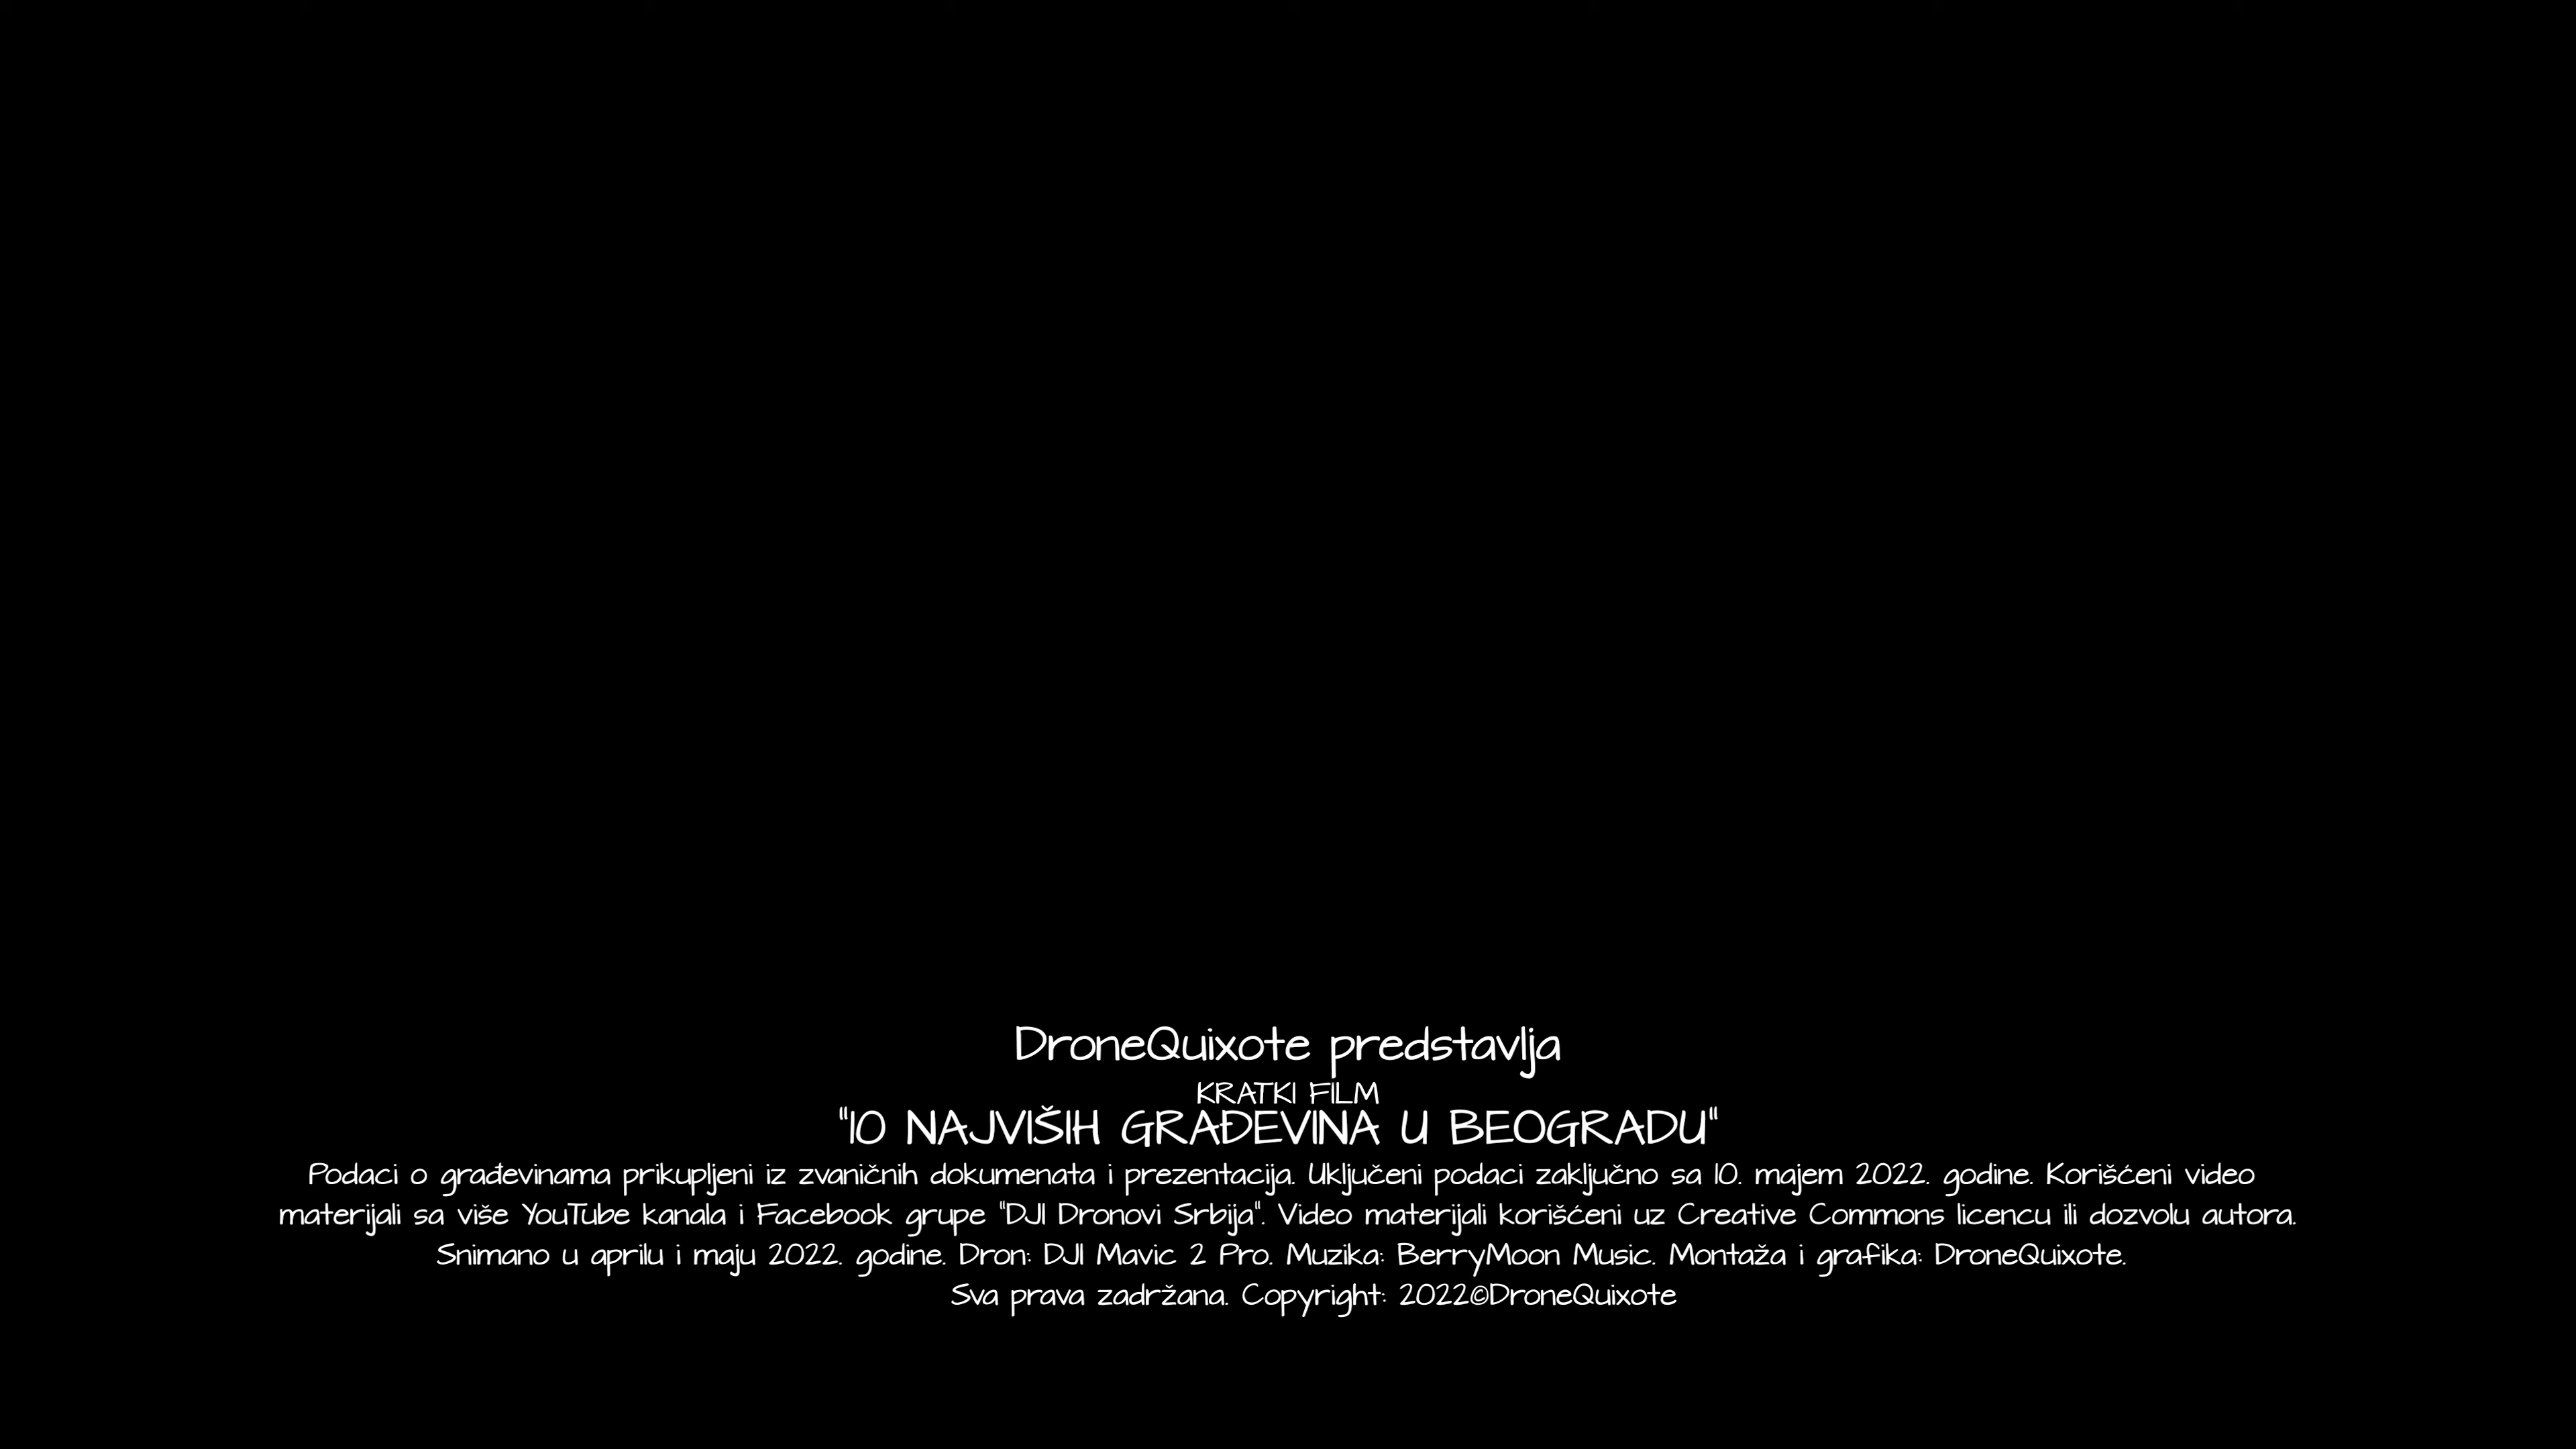 DroneQuixote predstavlja
KRATKI FILM
"10 NAJVIŠIH GRAĐEVINA U BEOGRADU"
Podaci o građevinama prikupljeni iz zvaničnih dokumenata i prezentacija. Uključeni podaci zaključno sa 10. majem 2022. godine. Korišćeni video
materijali sa više YouTube kanala i Facebook grupe "DJI Dronovi Srbija". Video materijali korišćeni uz Creative Commons licencu ili dozvolu autora.
Snimano u aprilu i maju 2022. godine. Dron: DJI Mavic 2 Pro. Muzika: BerryMoon Music. Montaža i grafika: DroneQuixote.
Sva prava zadržana. Copyright: 2022©DroneQuixote